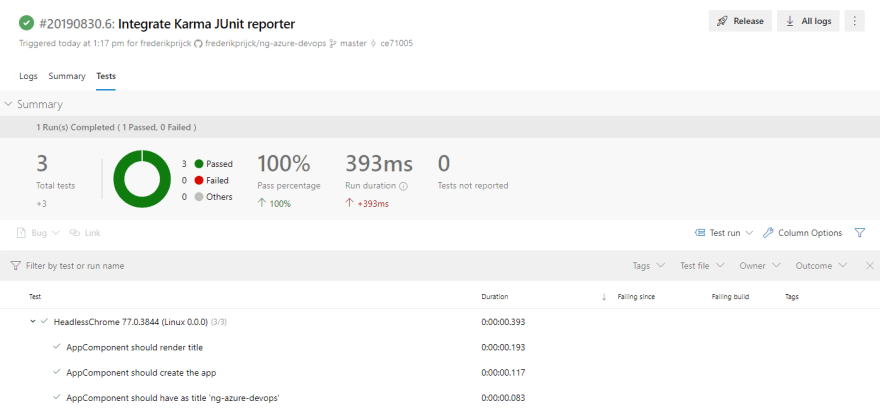 #20190830.6: Integrate Karma JUnit reporter
Release
All logs
Triggered today at 1:17 pm for frederikprijck frederikprijck/ng-azure-devops master ce71005
Logs Summary Tests
Summary
1 Run(s) Completed ( 1 Passed, 0 Failed )
3
Total tests
+3
3 Passed
0 Failed
0 Others
100%
Pass percentage
100%
393ms
Run duration
+393ms
0
Tests not reported
Bug Link Test run Column Options
Filter by test or run name Tags Test file Owner Outcome
Test Duration Failing since Failing build Tags
HeadlessChrome 77.0.3844 (Linux 0.0.0) (3/3) 0:00:00.393
AppComponent should render title 0:00:00.193
AppComponent should create the app 0:00:00.117
AppComponent should have as title 'ng-azure-devops' 0:00:00.083